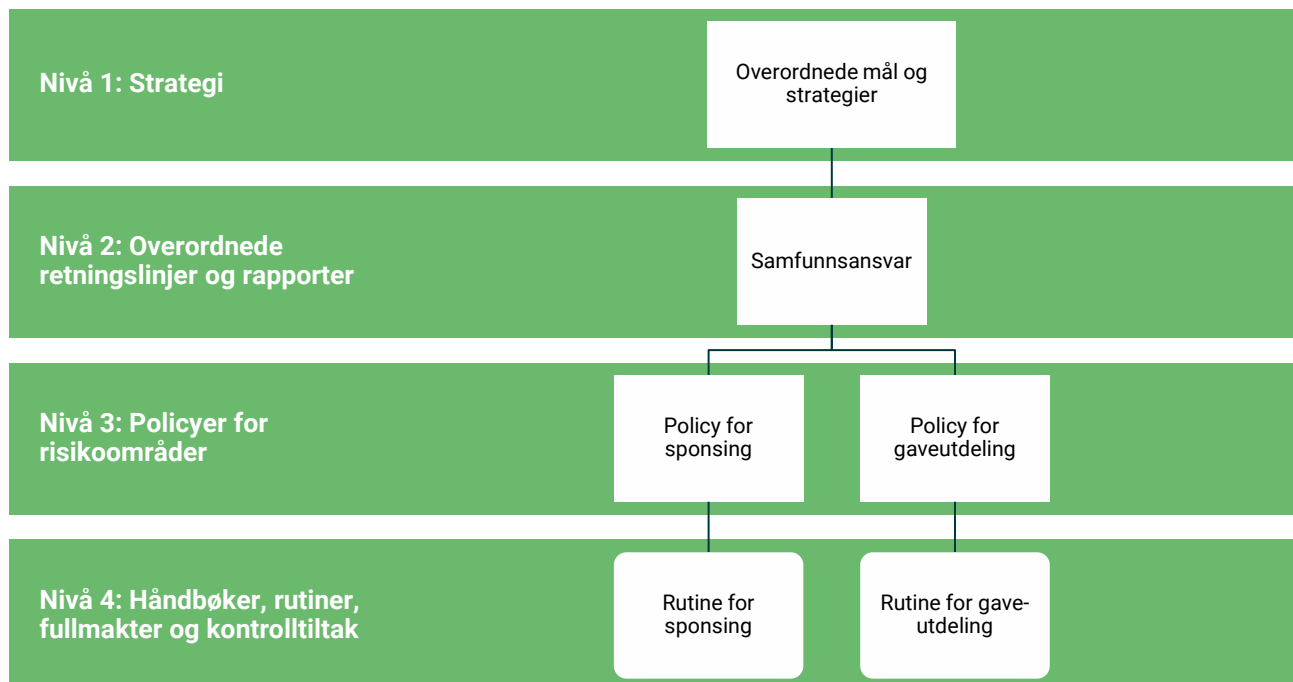 Nivå 1: Strategi
Overordnede mål og
strategier
Nivå 2: Overordnede
retningslinjer og rapporter
Samfunnsansvar
Nivå 3: Policyer for
risikoområder
Policy for
sponsing
Policy for
gaveutdeling
Nivå 4: Håndbøker, rutiner,
fullmakter og kontrolltiltak
Rutine for
sponsing
Rutine for gave-
utdeling